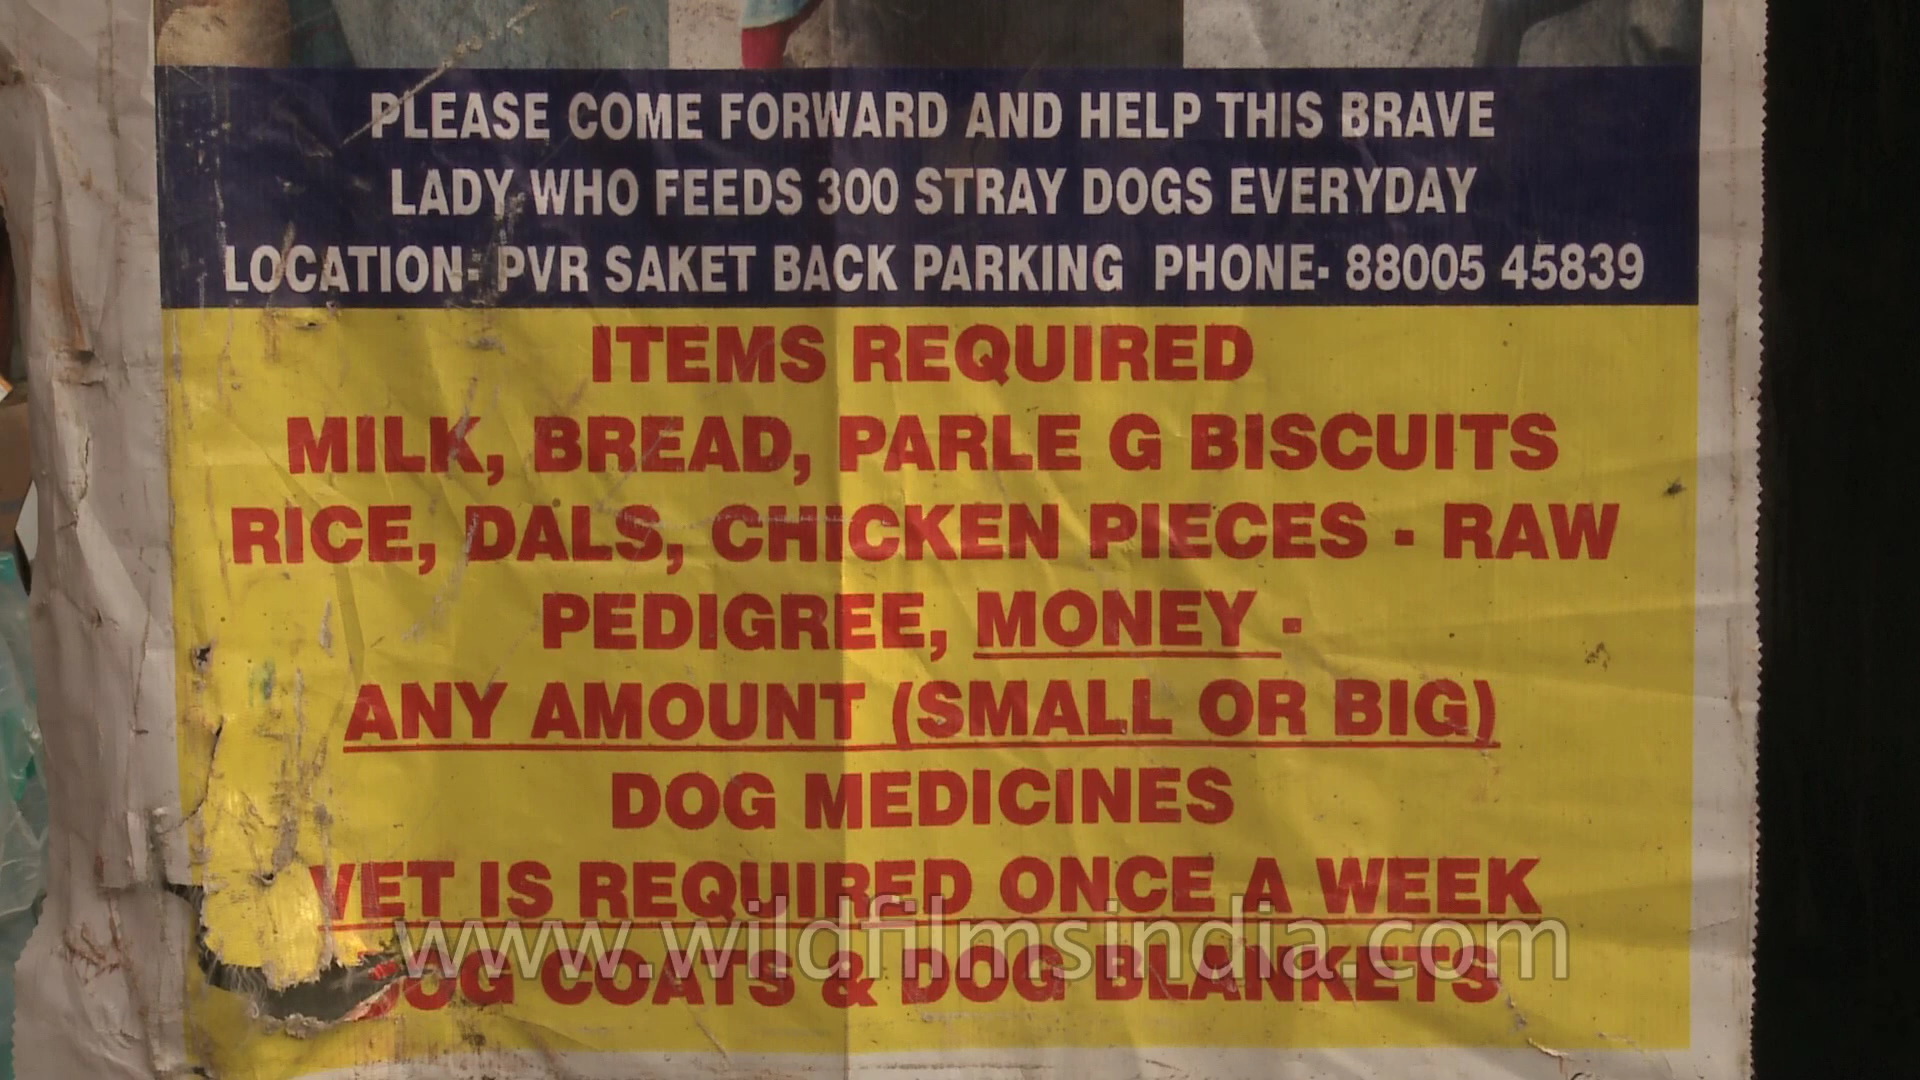 PLEASE COME FORWARD AND HELP THIS BRAVE
LADY WHO FEEDS 300 STRAY DOGS EVERYDAY
LOCATION- PVR SAKET BACK PARKING PHONE- 88005 45839
ITEMS REQUIRED
MILK, BREAD, PARLE G BISCUITS
RICE, DALS, CHICKEN PIECES - RAW
PEDIGREE, MONEY -
ANY AMOUNT (SMALL OR BIG)
DOG MEDICINES
VET IS REQUIRED ONCE A WEEK
www.wildfilmsindia.com
DOG COATS & DOG BLANKETS